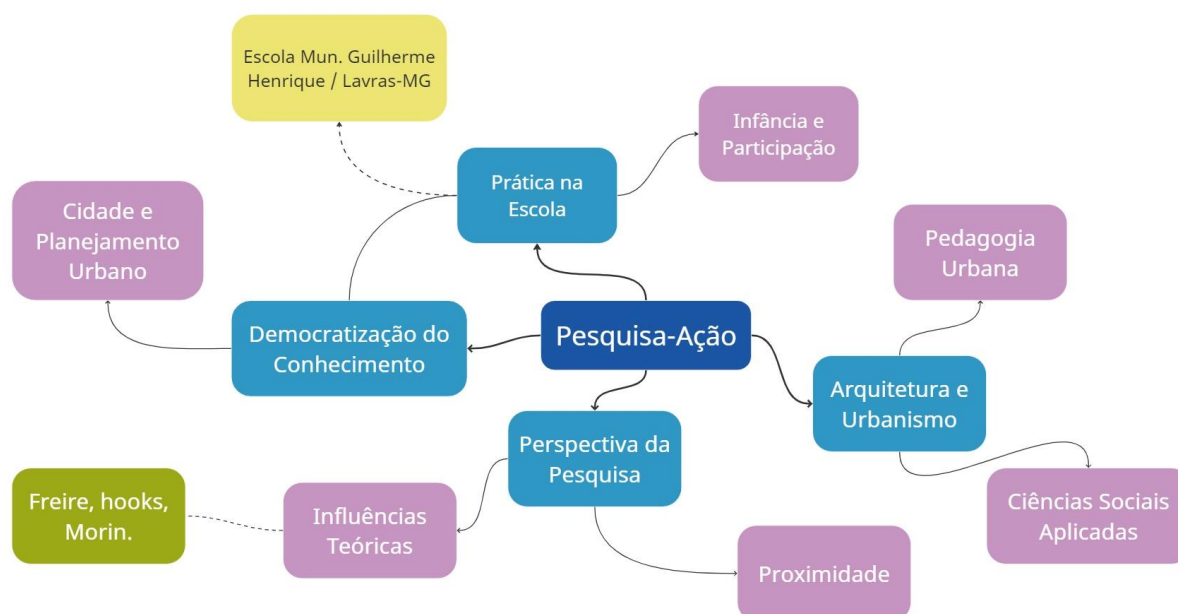 Escola Mun. Guilherme
Henrique / Lavras-MG
Infância e
Participação
Prática na
Escola
Cidade e
Planejamento
Urbano
Pedagogia
Urbana
Democratização do
Conhecimento
Pesquisa-Ação
Arquitetura e
Urbanismo
Perspectiva da
Pesquisa
Freire, hooks,
Morin.
Influências
Teóricas
Ciências Sociais
Aplicadas
Proximidade